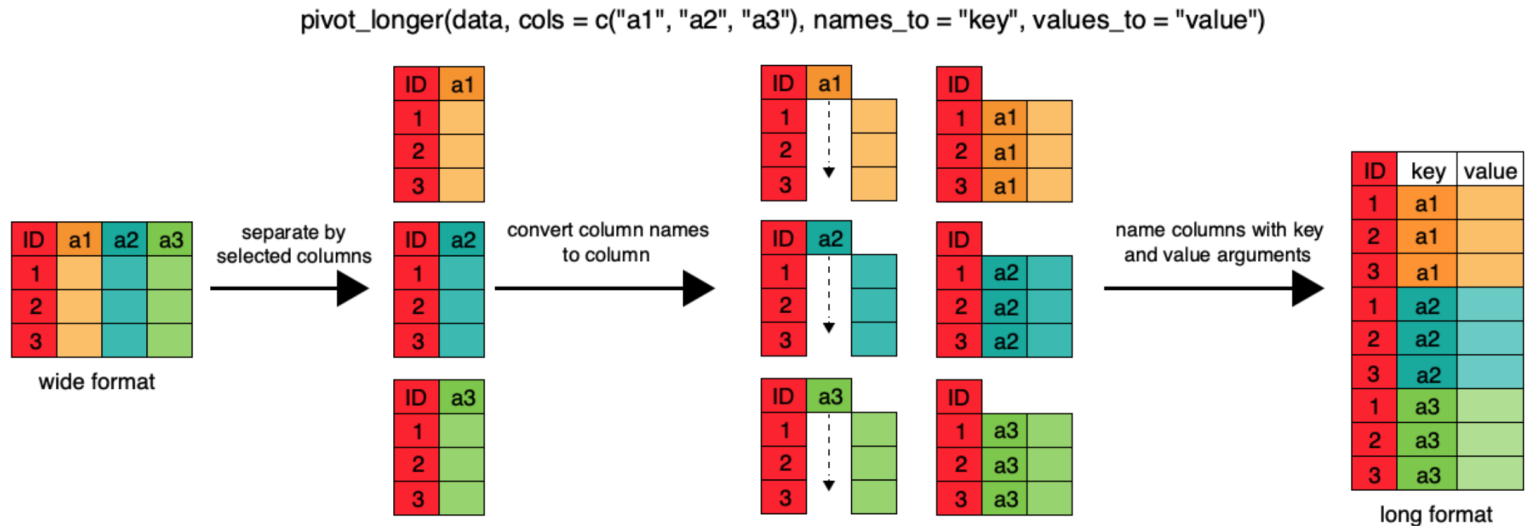 pivot_longer(data, cols = c("a1", "a2", "a3"), names_to = "key", values_to = "value")
ID a1 a2 a3
1
2
3
wide format
separate by
selected columns
ID a1
1
2
3
ID a2
1
2
3
ID a3
1
2
3
convert column names
to column
ID a1
1
2
3
ID a2
1
2
3
ID a3
1
2
3
ID
1 a1
2 a1
3 a1
ID
1 a2
2 a2
3 a2
ID
1 a3
2 a3
3 a3
name columns with key
and value arguments
ID key value
1 a1
2 a1
3 a1
1 a2
2 a2
3 a2
1 a3
2 a3
3 a3
long format